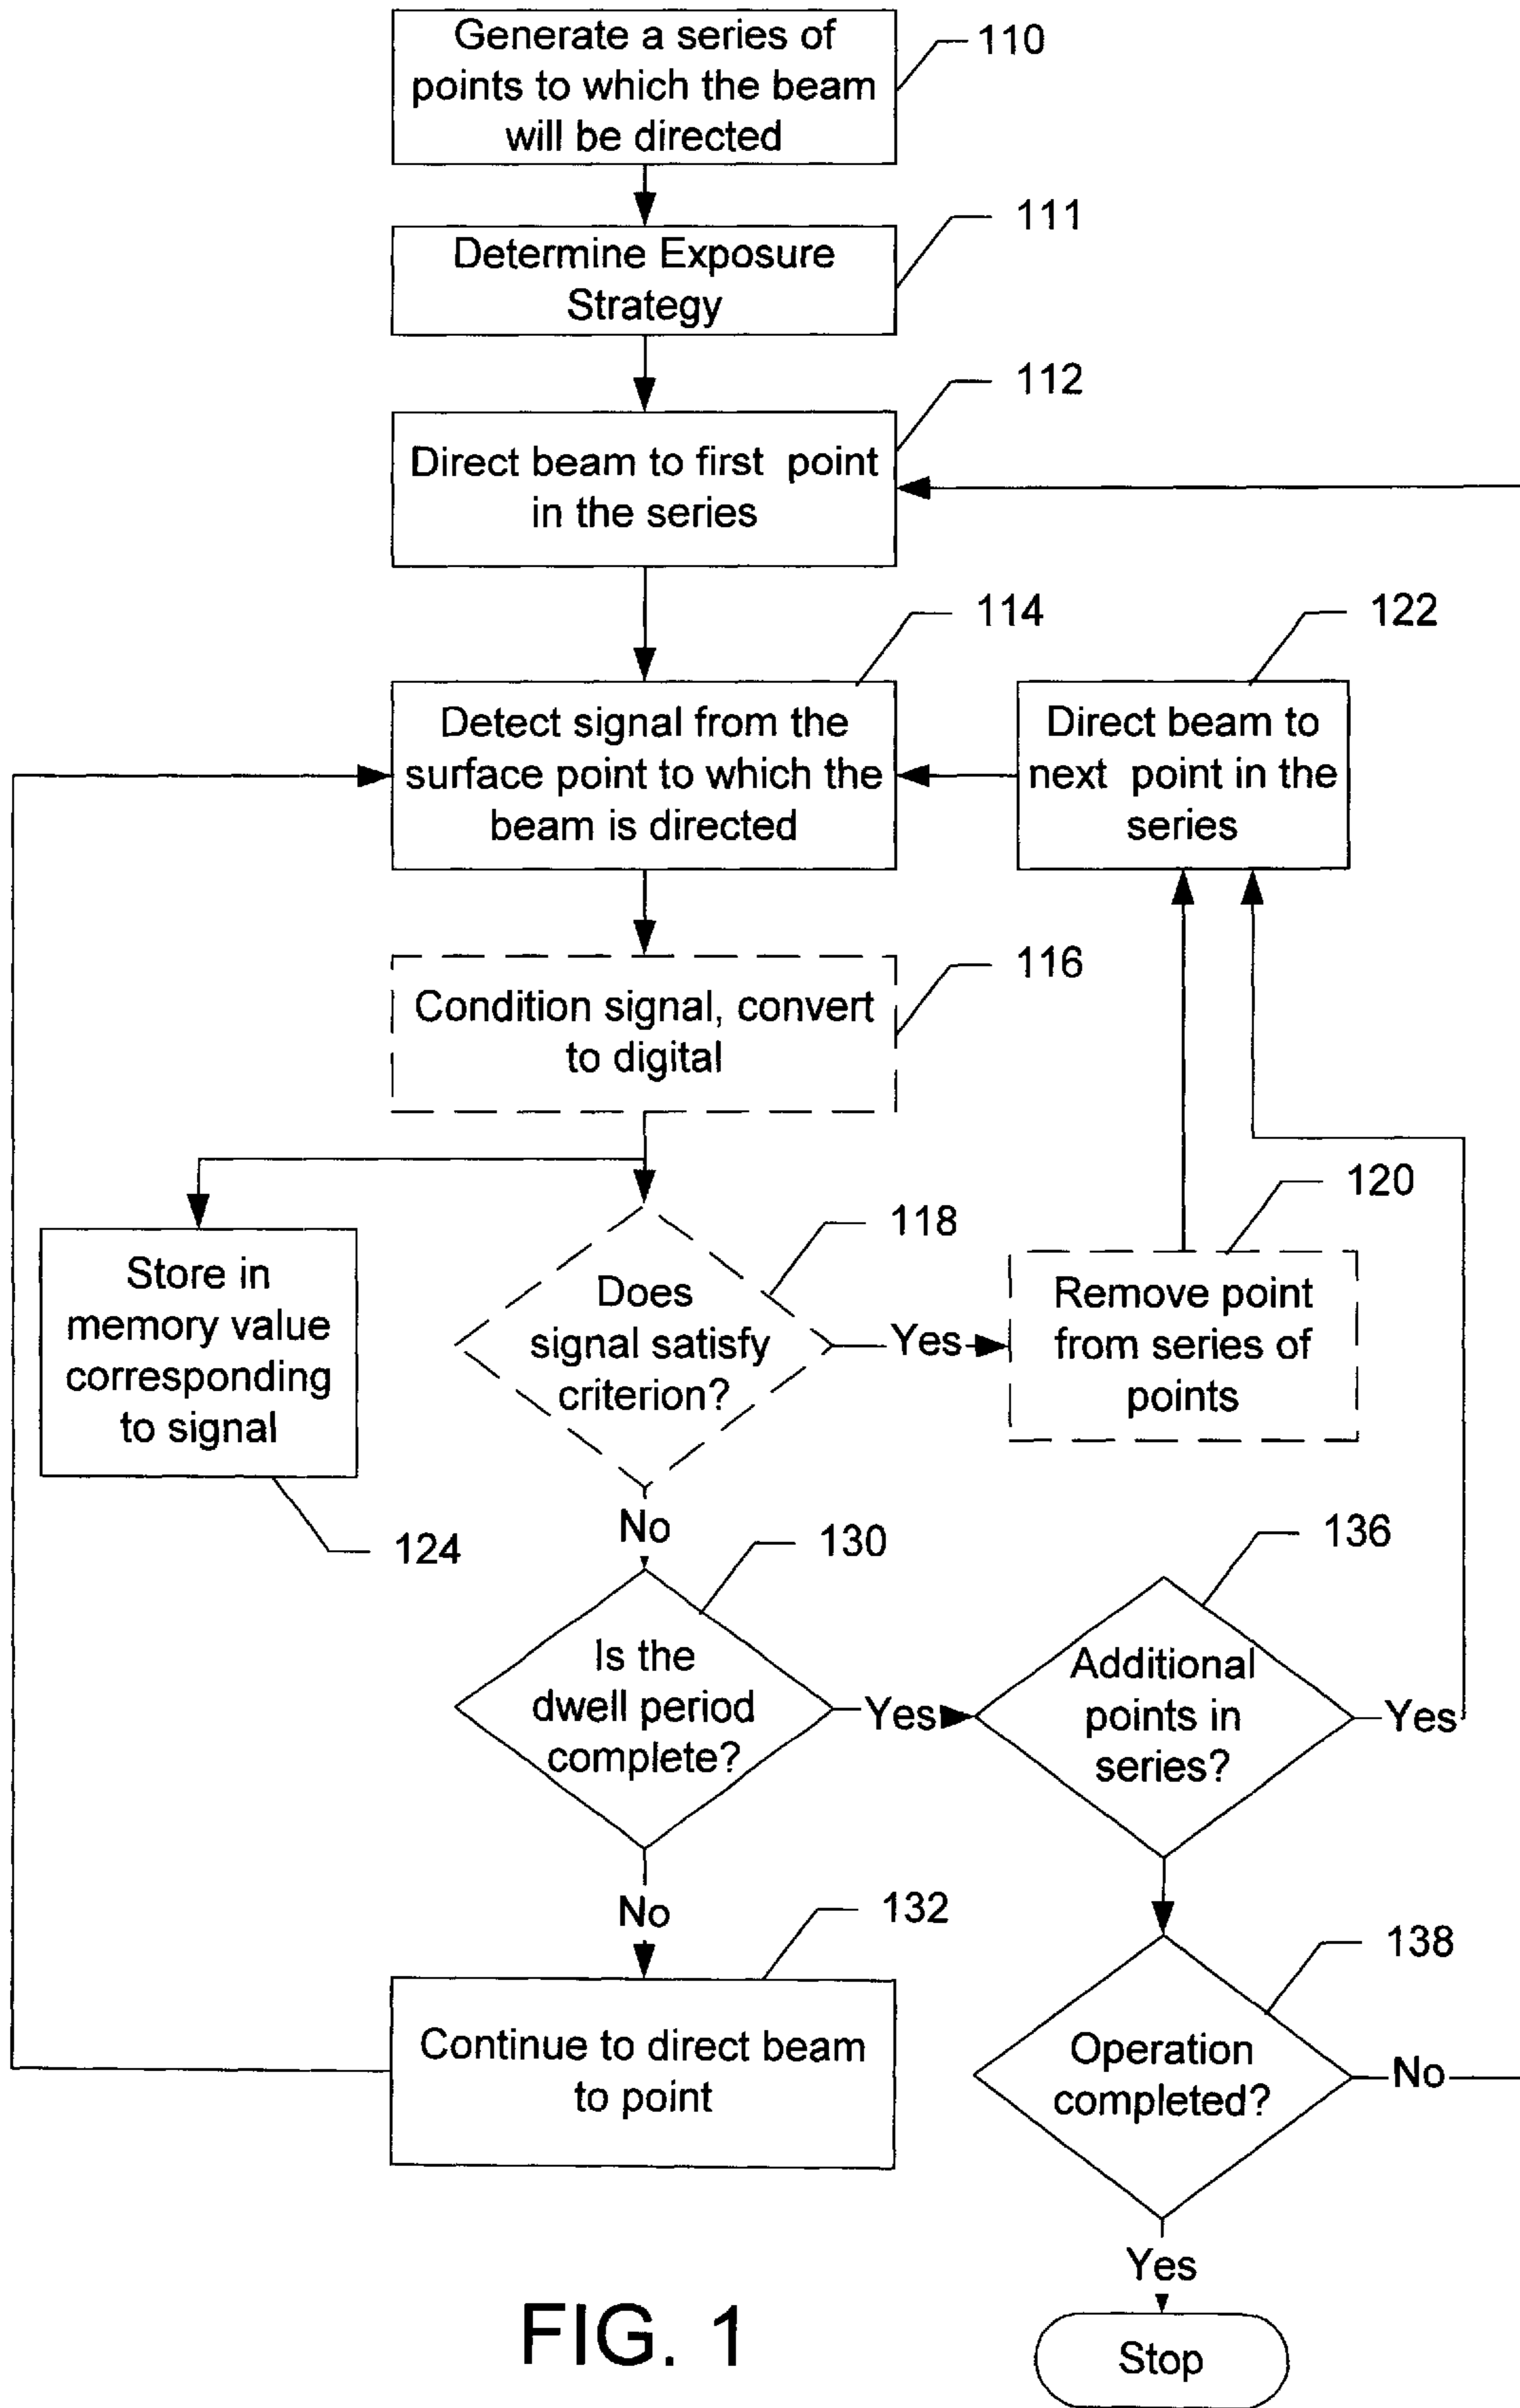 Generate a series of
points to which the beam
will be directed
110
Determine Exposure
Strategy
111
Direct beam to first point
in the series
112
Detect signal from the
surface point to which the
beam is directed
114
Direct beam to
next point in the
series
122
Condition signal, convert
to digital
116
Store in
memory value
corresponding
to signal
124
Does
signal satisfy
criterion?
118
Yes
Remove point
from series of
points
120
No
Is the
dwell period
complete?
130
Yes
Additional
points in
series?
136
Yes
No
Continue to direct beam
to point
132
Operation
completed?
138
No
Yes
Stop
FIG. 1